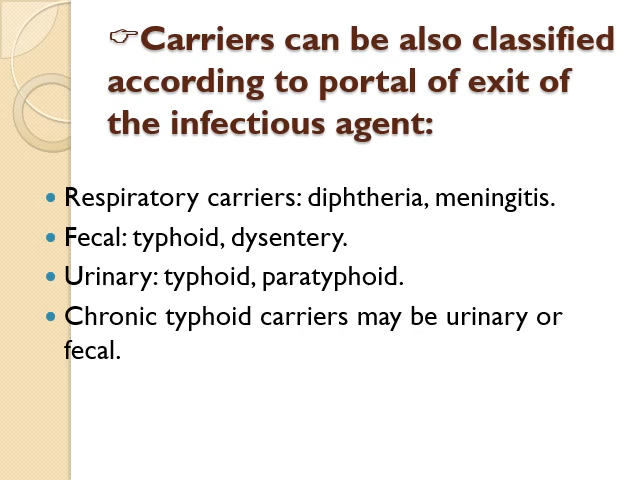 ☞Carriers can be also classified
according to portal of exit of
the infectious agent:
• Respiratory carriers: diphtheria, meningitis.
• Fecal: typhoid, dysentery.
• Urinary: typhoid, paratyphoid.
• Chronic typhoid carriers may be urinary or
fecal.